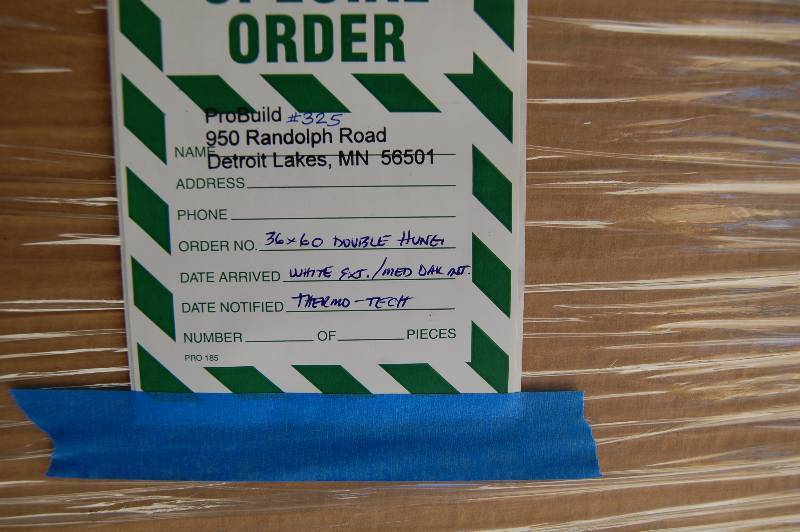 SPECIAL
ORDER
ProBuild #325
950 Randolph Road
NAME
Detroit Lakes, MN 56501
ADDRESS
PHONE
ORDER NO. 36x60 DOUBLE HUNG
DATE ARRIVED WHITE EXT./MED OAK INT.
DATE NOTIFIED THERMO-TECH
NUMBER OF PIECES
PRO 185